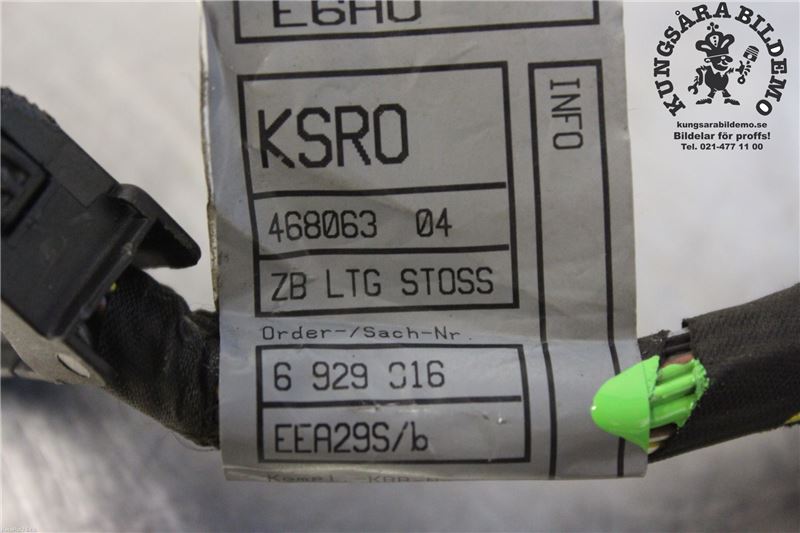 E6AU
KSRO
468063 04
ZB LTG STOSS
Order-/Sach-Nr.
6 929 016
EEA29S/b
INFO
KUNGSÅRA BILDEMO
kungsarabildemo.se
Bildelar för proffs!
Tel. 021-477 11 00